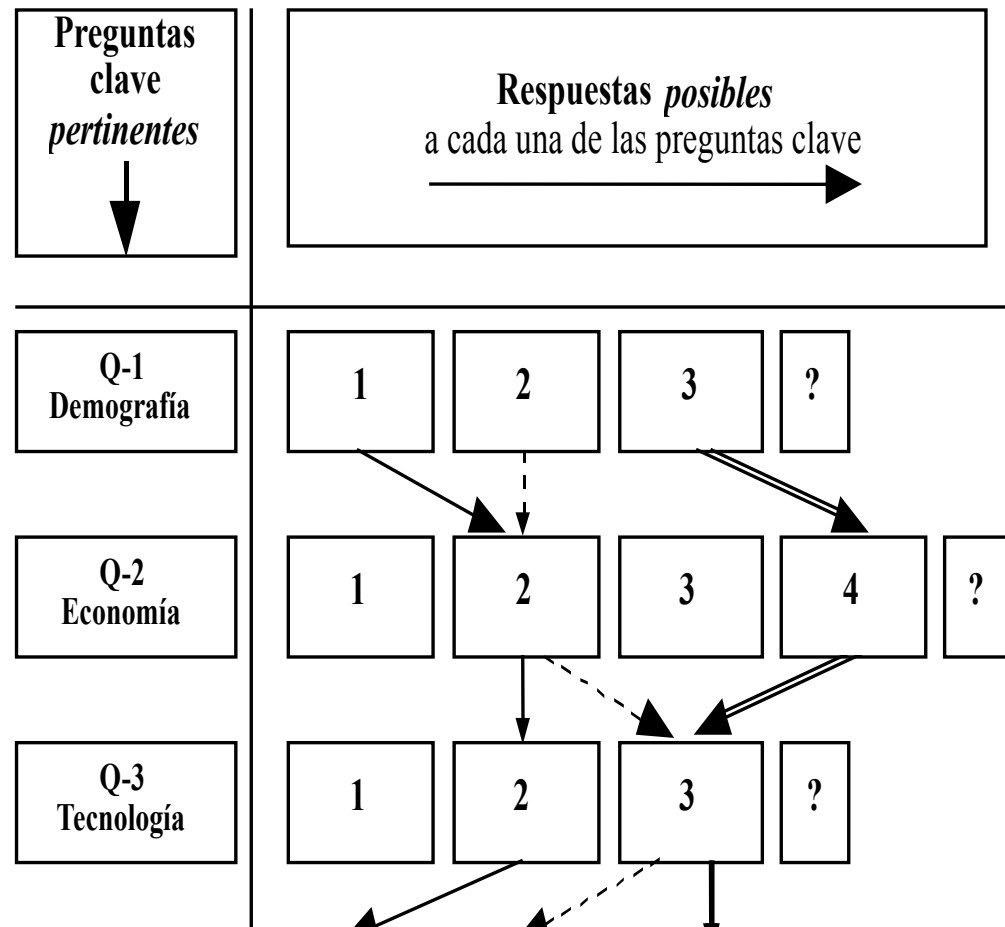 Preguntas
clave
pertinentes
Respuestas posibles
a cada una de las preguntas clave
Q-1
Demografía
1
2
3
?
Q-2
Economía
1
2
3
4
?
Q-3
Tecnología
1
2
3
?